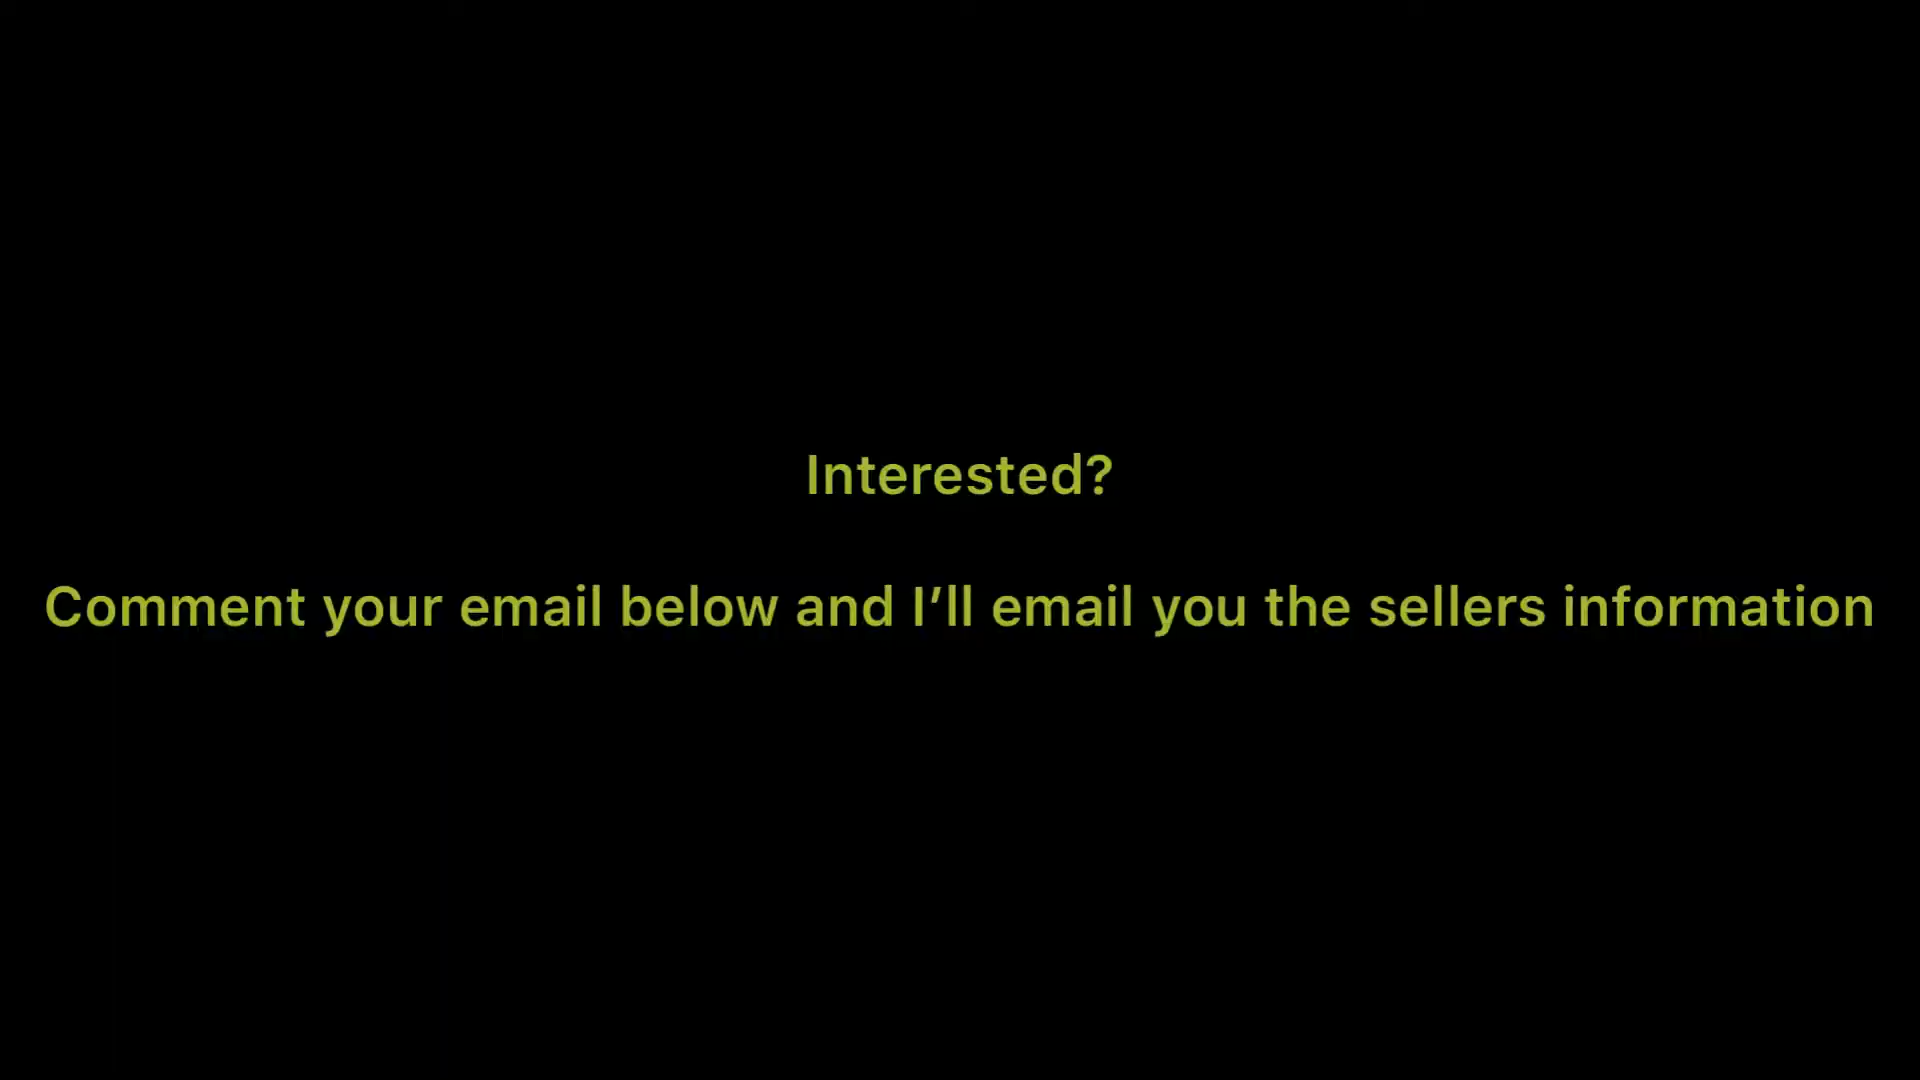 Interested?
Comment your email below and I’ll email you the sellers information